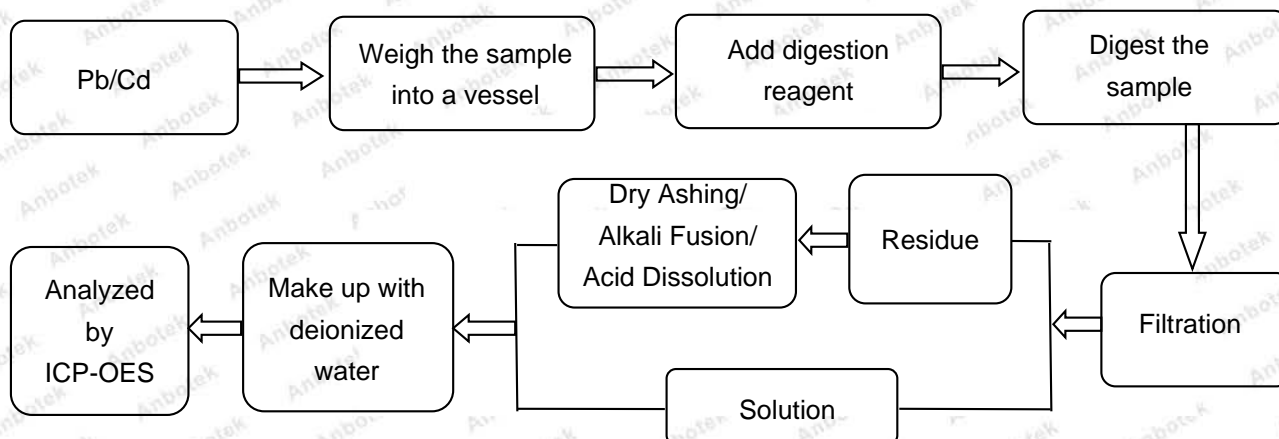 Pb/Cd
Weigh the sample
into a vessel
Add digestion
reagent
Digest the
sample
Filtration
Residue
Dry Ashing/
Alkali Fusion/
Acid Dissolution
Solution
Make up with
deionized
water
Analyzed
by
ICP-OES
Anbotek